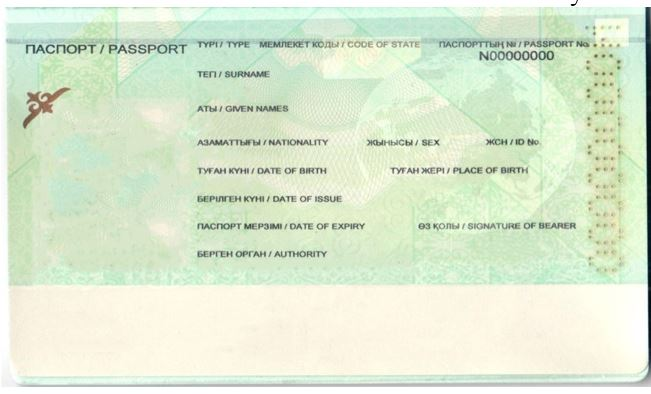 ПАСПОРТ / PASSPORT
ТҮРІ / TYPE МЕМЛЕКЕТ КОДЫ / CODE OF STATE ПАСПОРТТЫҢ № / PASSPORT No
N00000000
ТЕГІ / SURNAME
АТЫ / GIVEN NAMES
АЗАМАТТЫҒЫ / NATIONALITY ЖЫНЫСЫ / SEX ЖСН / ID No
ТУҒАН КҮНІ / DATE OF BIRTH ТУҒАН ЖЕРІ / PLACE OF BIRTH
БЕРІЛГЕН КҮНІ / DATE OF ISSUE
ПАСПОРТ МЕРЗІМІ / DATE OF EXPIRY ӨЗ ҚОЛЫ / SIGNATURE OF BEARER
БЕРГЕН ОРГАН / AUTHORITY